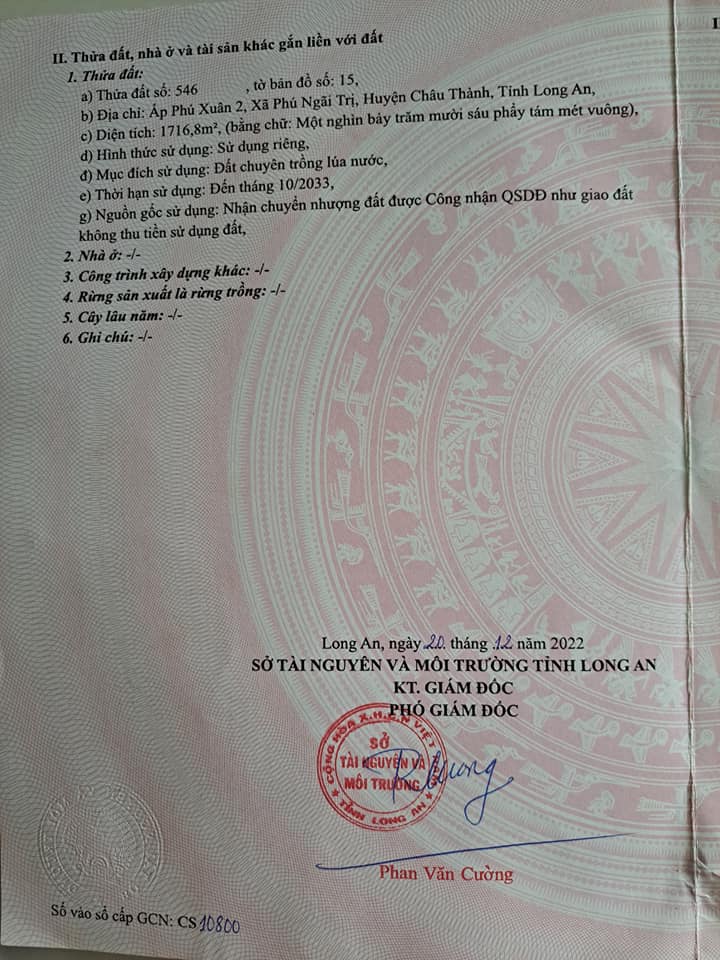 II. Thửa đất, nhà ở và tài sản khác gắn liền với đất
1. Thửa đất:
a) Thửa đất số: 546 , tờ bản đồ số: 15,
b) Địa chỉ: Ấp Phú Xuân 2, Xã Phú Ngãi Trị, Huyện Châu Thành, Tỉnh Long An,
c) Diện tích: 1716,8m², (bằng chữ: Một nghìn bảy trăm mười sáu phẩy tám mét vuông),
d) Hình thức sử dụng: Sử dụng riêng,
đ) Mục đích sử dụng: Đất chuyên trồng lúa nước,
e) Thời hạn sử dụng: Đến tháng 10/2033,
g) Nguồn gốc sử dụng: Nhận chuyển nhượng đất được Công nhận QSDĐ như giao đất
không thu tiền sử dụng đất,
2. Nhà ở: -/-
3. Công trình xây dựng khác: -/-
4. Rừng sản xuất là rừng trồng: -/-
5. Cây lâu năm: -/-
6. Ghi chú: -/-
Long An, ngày 20 tháng 12 năm 2022
SỞ TÀI NGUYÊN VÀ MÔI TRƯỜNG TỈNH LONG AN
KT. GIÁM ĐỐC
PHÓ GIÁM ĐỐC
CỘNG HÒA X.H.C.N VIỆT NAM
SỞ
TÀI NGUYÊN VÀ
MÔI TRƯỜNG
★ TỈNH LONG AN ★
Phan Văn Cường
Số vào sổ cấp GCN: CS 10800